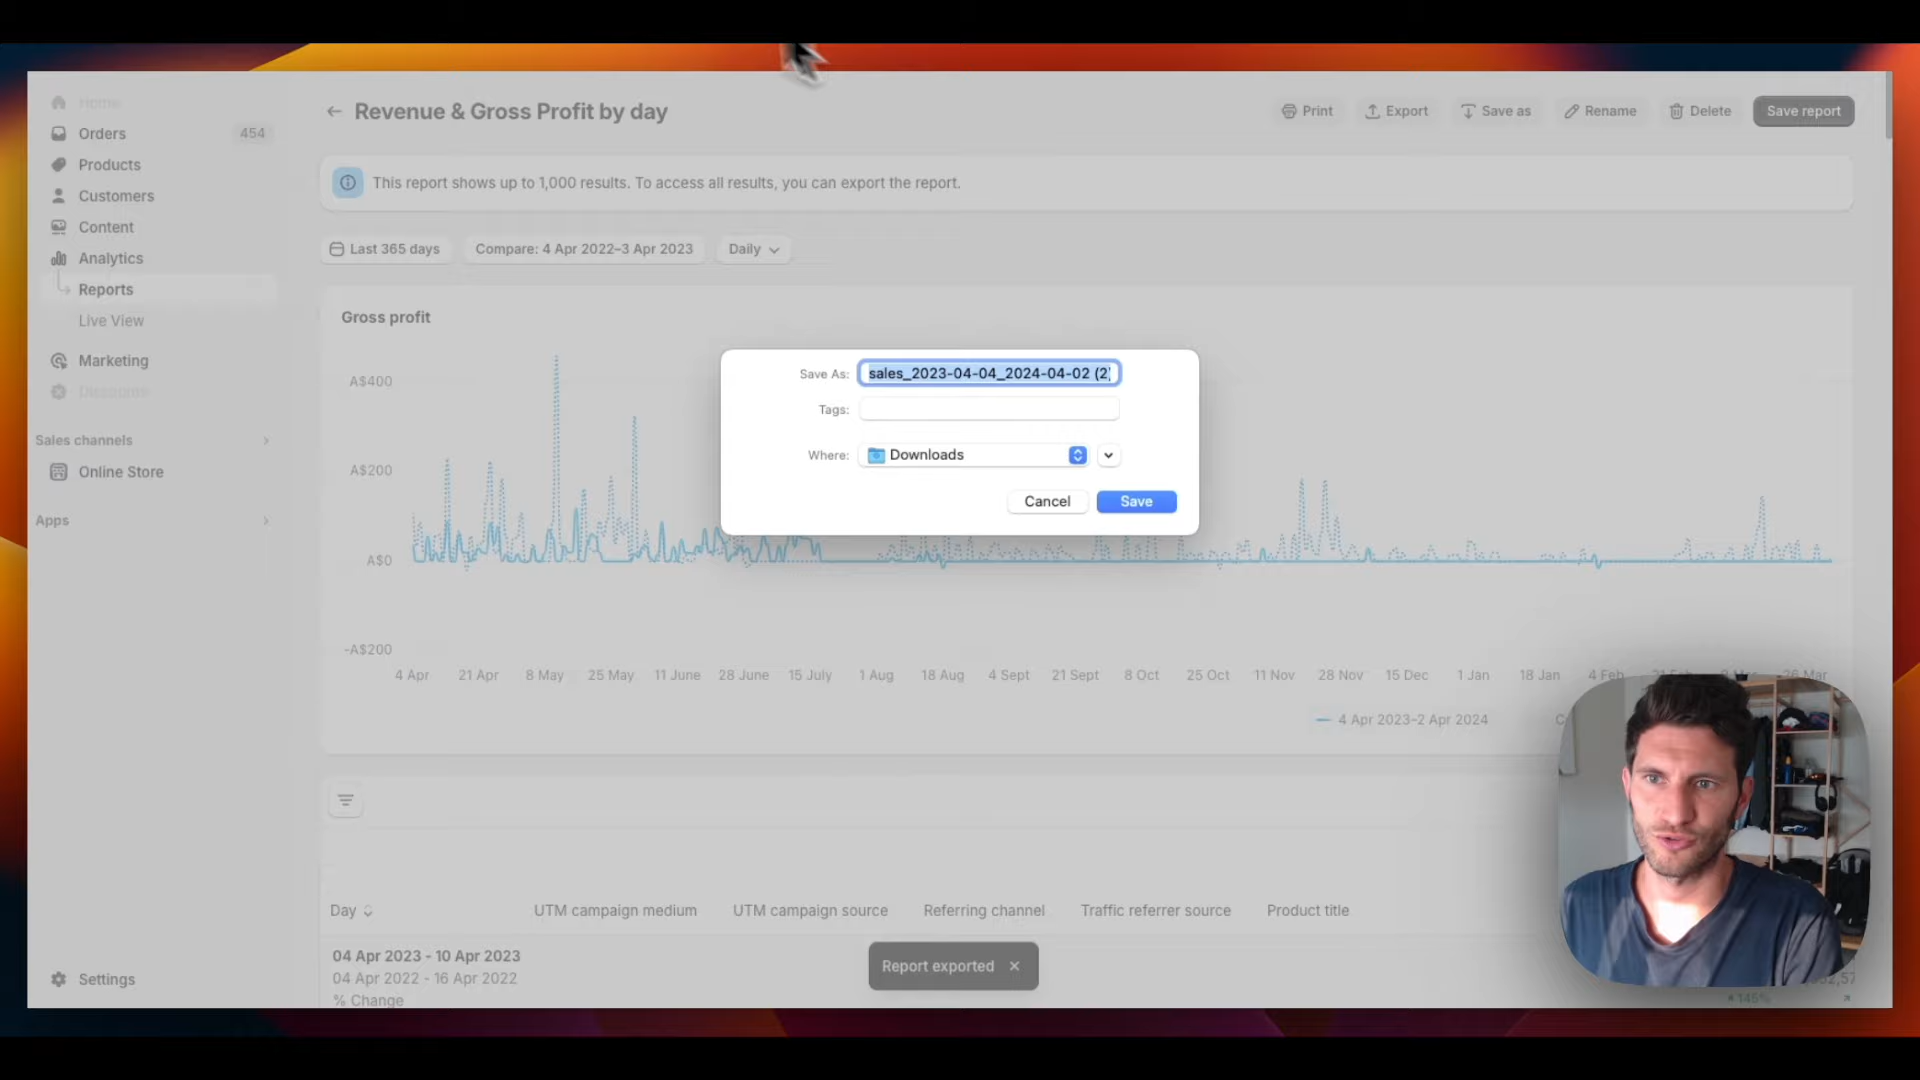 Home
Orders 454
Products
Customers
Content
Analytics
Reports
Live View
Marketing
Discounts
Sales channels
Online Store
Apps
Settings
Revenue & Gross Profit by day
Print Export Save as Rename Delete Save report
This report shows up to 1,000 results. To access all results, you can export the report.
Last 365 days Compare: 4 Apr 2022–3 Apr 2023 Daily
Gross profit
A$400
A$200
A$0
-A$200
4 Apr 21 Apr 8 May 25 May 11 June 28 June 15 July 1 Aug 18 Aug 4 Sept 21 Sept 8 Oct 25 Oct 11 Nov 28 Nov 15 Dec 1 Jan 18 Jan 4 Feb 26 Mar
4 Apr 2023–2 Apr 2024
Save As: sales_2023-04-04_2024-04-02 (2)
Tags:
Where: Downloads
Cancel Save
Day UTM campaign medium UTM campaign source Referring channel Traffic referrer source Product title
04 Apr 2023 - 10 Apr 2023
04 Apr 2022 - 16 Apr 2022
% Change
145%
Report exported